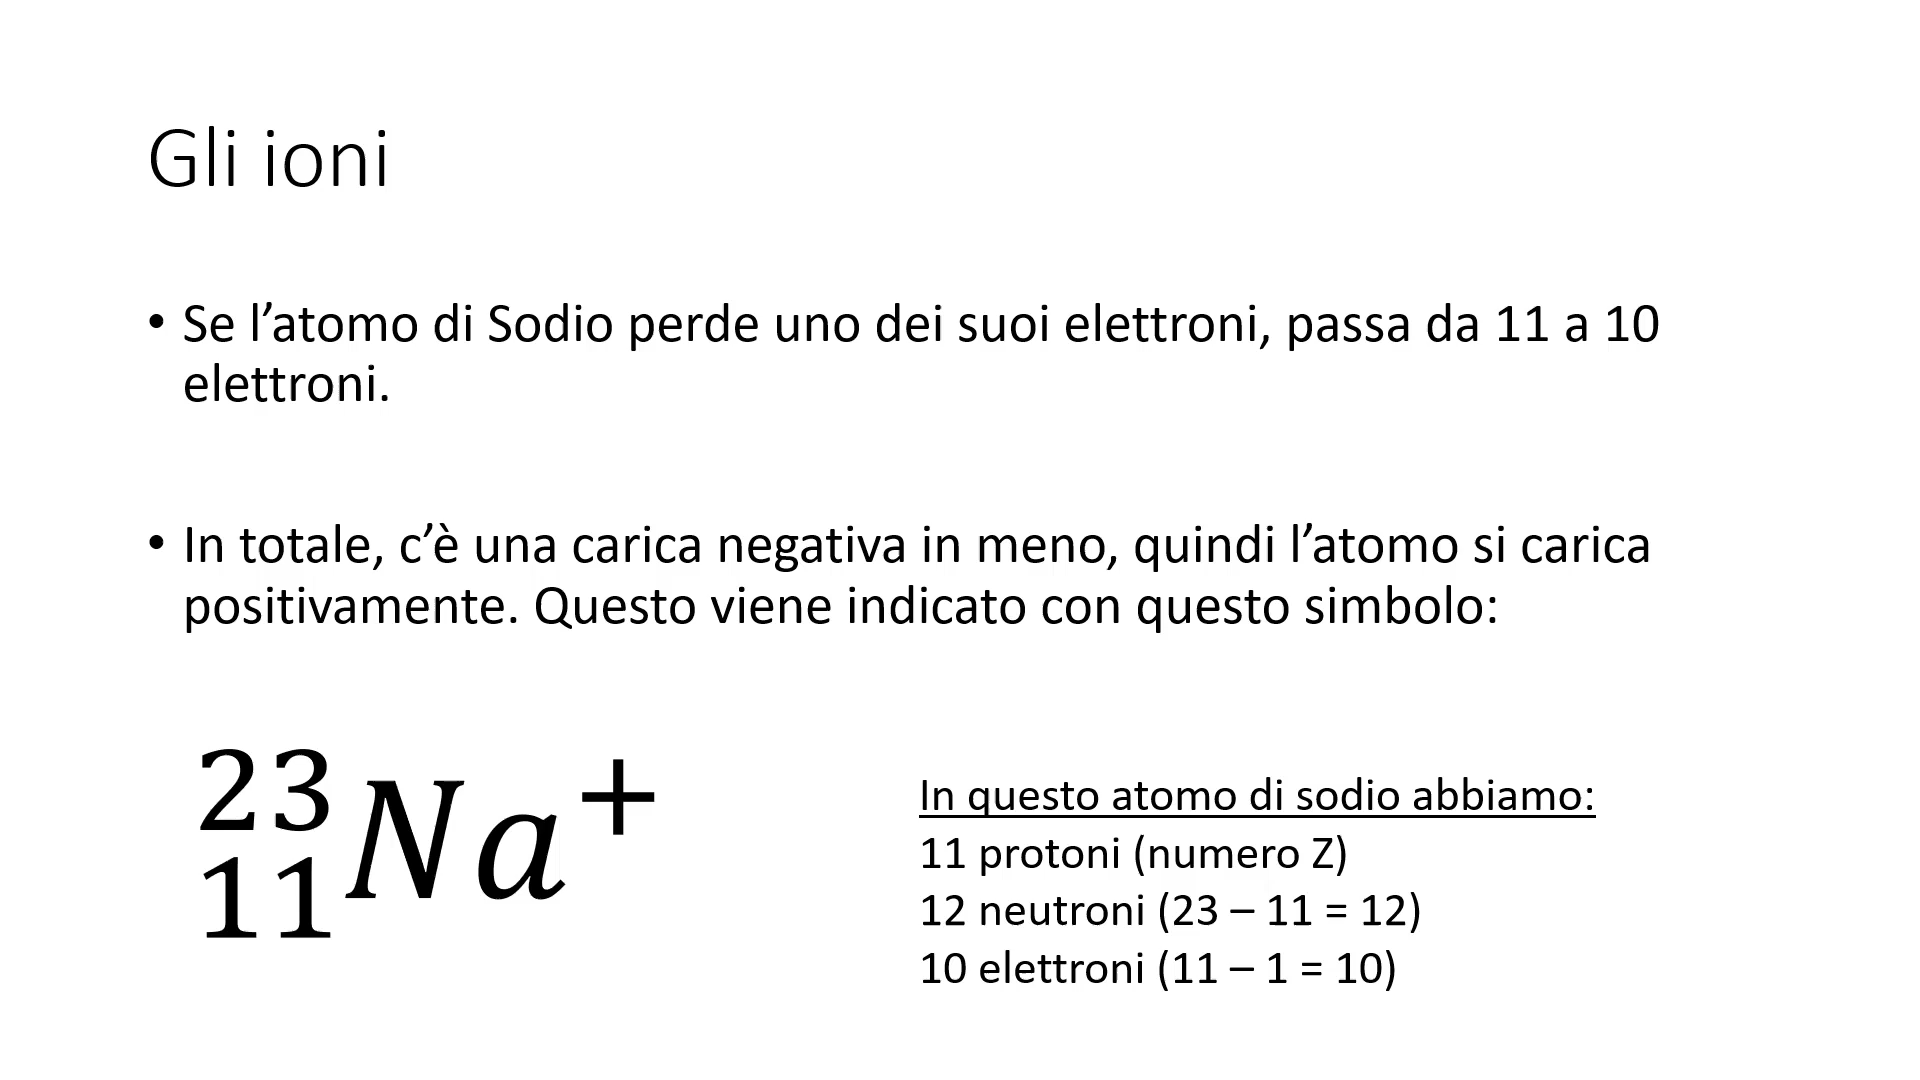 Gli ioni
• Se l’atomo di Sodio perde uno dei suoi elettroni, passa da 11 a 10
elettroni.
• In totale, c’è una carica negativa in meno, quindi l’atomo si carica
positivamente. Questo viene indicato con questo simbolo:
²³₁₁Na⁺
In questo atomo di sodio abbiamo:
11 protoni (numero Z)
12 neutroni (23 – 11 = 12)
10 elettroni (11 – 1 = 10)